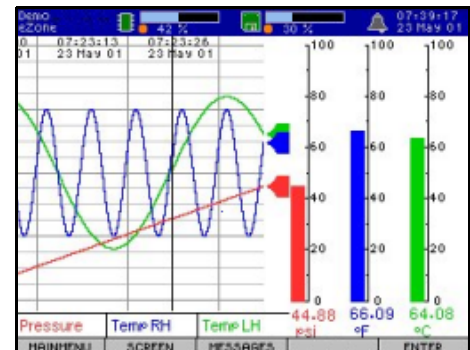 Demo
eZone
42 %
30 %
07:39:17
23 May 01
0 07:23:13 07:23:26
01 23 May 01 23 May 01
100 100 100
80 80 80
60 60 60
40 40 40
20 20 20
0 0 0
Pressure Temp RH Temp LH
44.88 66.09 64.08
psi °F °C
MAINMENU SCREEN MESSAGES ENTER